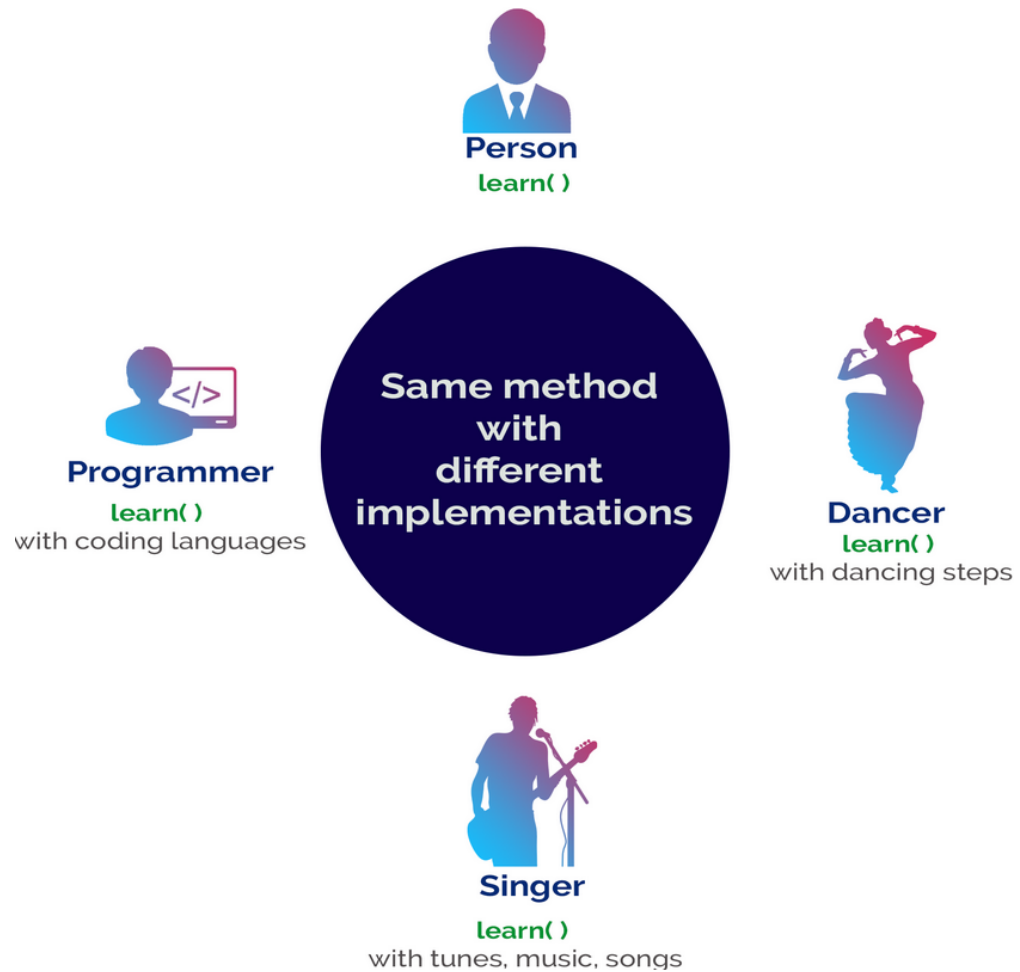 Person
learn( )
Same method
with
different
implementations
</>
Programmer
learn( )
with coding languages
Dancer
learn( )
with dancing steps
Singer
learn( )
with tunes, music, songs